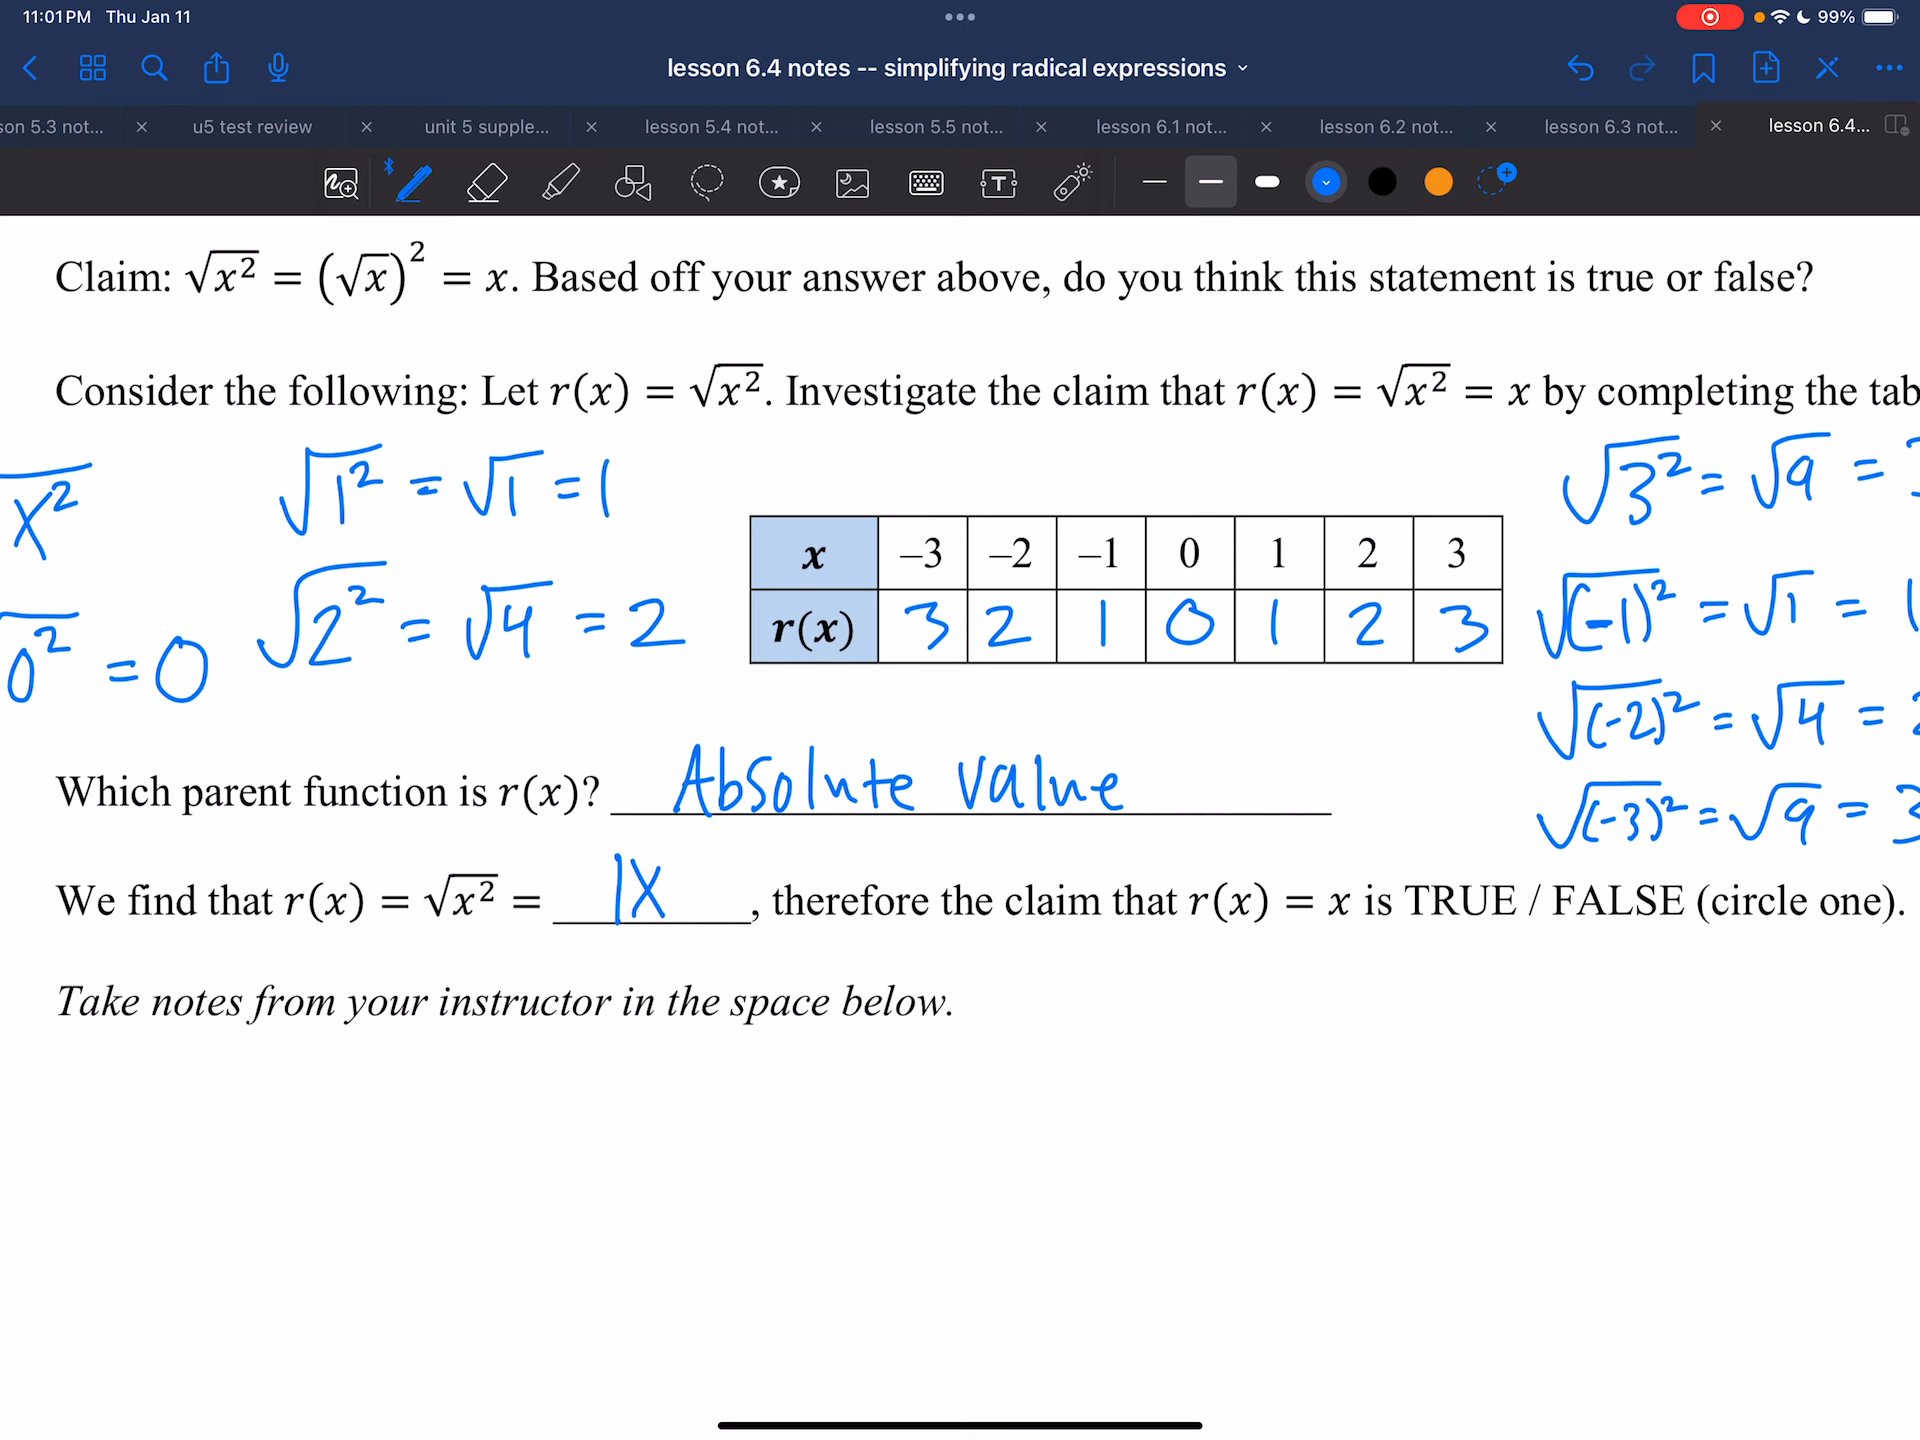 11:01 PM Thu Jan 11
99%
lesson 6.4 notes -- simplifying radical expressions
son 5.3 not...
u5 test review
unit 5 supple...
lesson 5.4 not...
lesson 5.5 not...
lesson 6.1 not...
lesson 6.2 not...
lesson 6.3 not...
lesson 6.4...
Claim: √x² = (√x)² = x. Based off your answer above, do you think this statement is true or false?
Consider the following: Let r(x) = √x². Investigate the claim that r(x) = √x² = x by completing the tab
x²
√1² = √1 = 1
√3² = √9 =
0² = 0
√2² = √4 = 2
x –3 –2 –1 0 1 2 3
r(x) 3 2 1 0 1 2 3
√(-1)² = √1 = 1
√(-2)² = √4 =
√(-3)² = √9 = 3
Which parent function is r(x)? Absolute value
We find that r(x) = √x² = |x, therefore the claim that r(x) = x is TRUE / FALSE (circle one).
Take notes from your instructor in the space below.